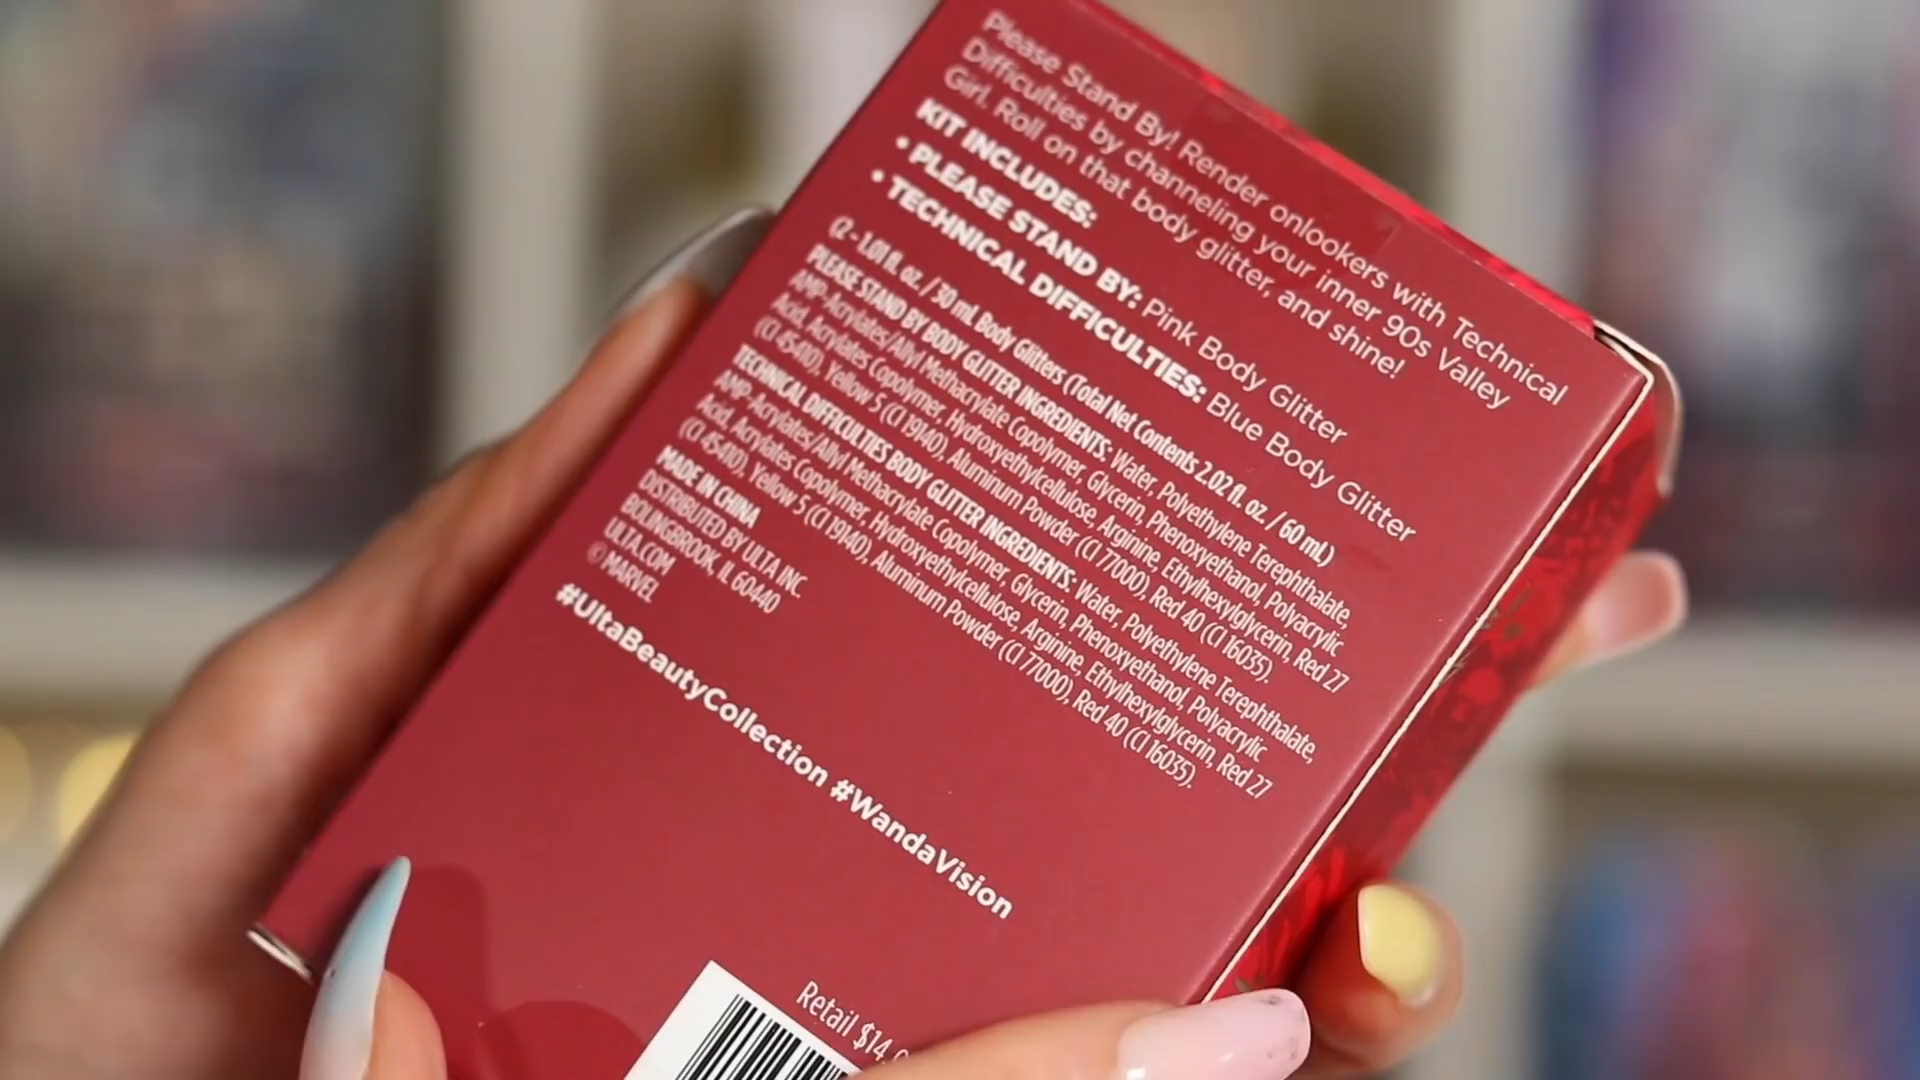 Please Stand By! Render onlookers with Technical
Difficulties by channeling your inner 90s Valley
Girl. Roll on that body glitter, and shine!
KIT INCLUDES:
• PLEASE STAND BY: Pink Body Glitter
• TECHNICAL DIFFICULTIES: Blue Body Glitter
(2 - 1.01 fl. oz. / 30 mL Body Glitters (Total Net Contents 2.02 fl. oz. / 60 mL)
PLEASE STAND BY BODY GLITTER INGREDIENTS: Water, Polyethylene Terephthalate,
AMP-Acrylates/Allyl Methacrylate Copolymer, Glycerin, Phenoxyethanol, Polyacrylic
Acid, Acrylates Copolymer, Hydroxyethylcellulose, Arginine, Ethylhexylglycerin, Red 27
(CI 45410), Yellow 5 (CI 19140), Aluminum Powder (CI 77000), Red 40 (CI 16035).
TECHNICAL DIFFICULTIES BODY GLITTER INGREDIENTS: Water, Polyethylene Terephthalate,
AMP-Acrylates/Allyl Methacrylate Copolymer, Glycerin, Phenoxyethanol, Polyacrylic
Acid, Acrylates Copolymer, Hydroxyethylcellulose, Arginine, Ethylhexylglycerin, Red 27
(CI 45410), Yellow 5 (CI 19140), Aluminum Powder (CI 77000), Red 40 (CI 16035).
MADE IN CHINA
DISTRIBUTED BY ULTA INC.
BOLINGBROOK, IL 60440
ULTA.COM
© MARVEL
#UltaBeautyCollection #WandaVision
Retail $14.